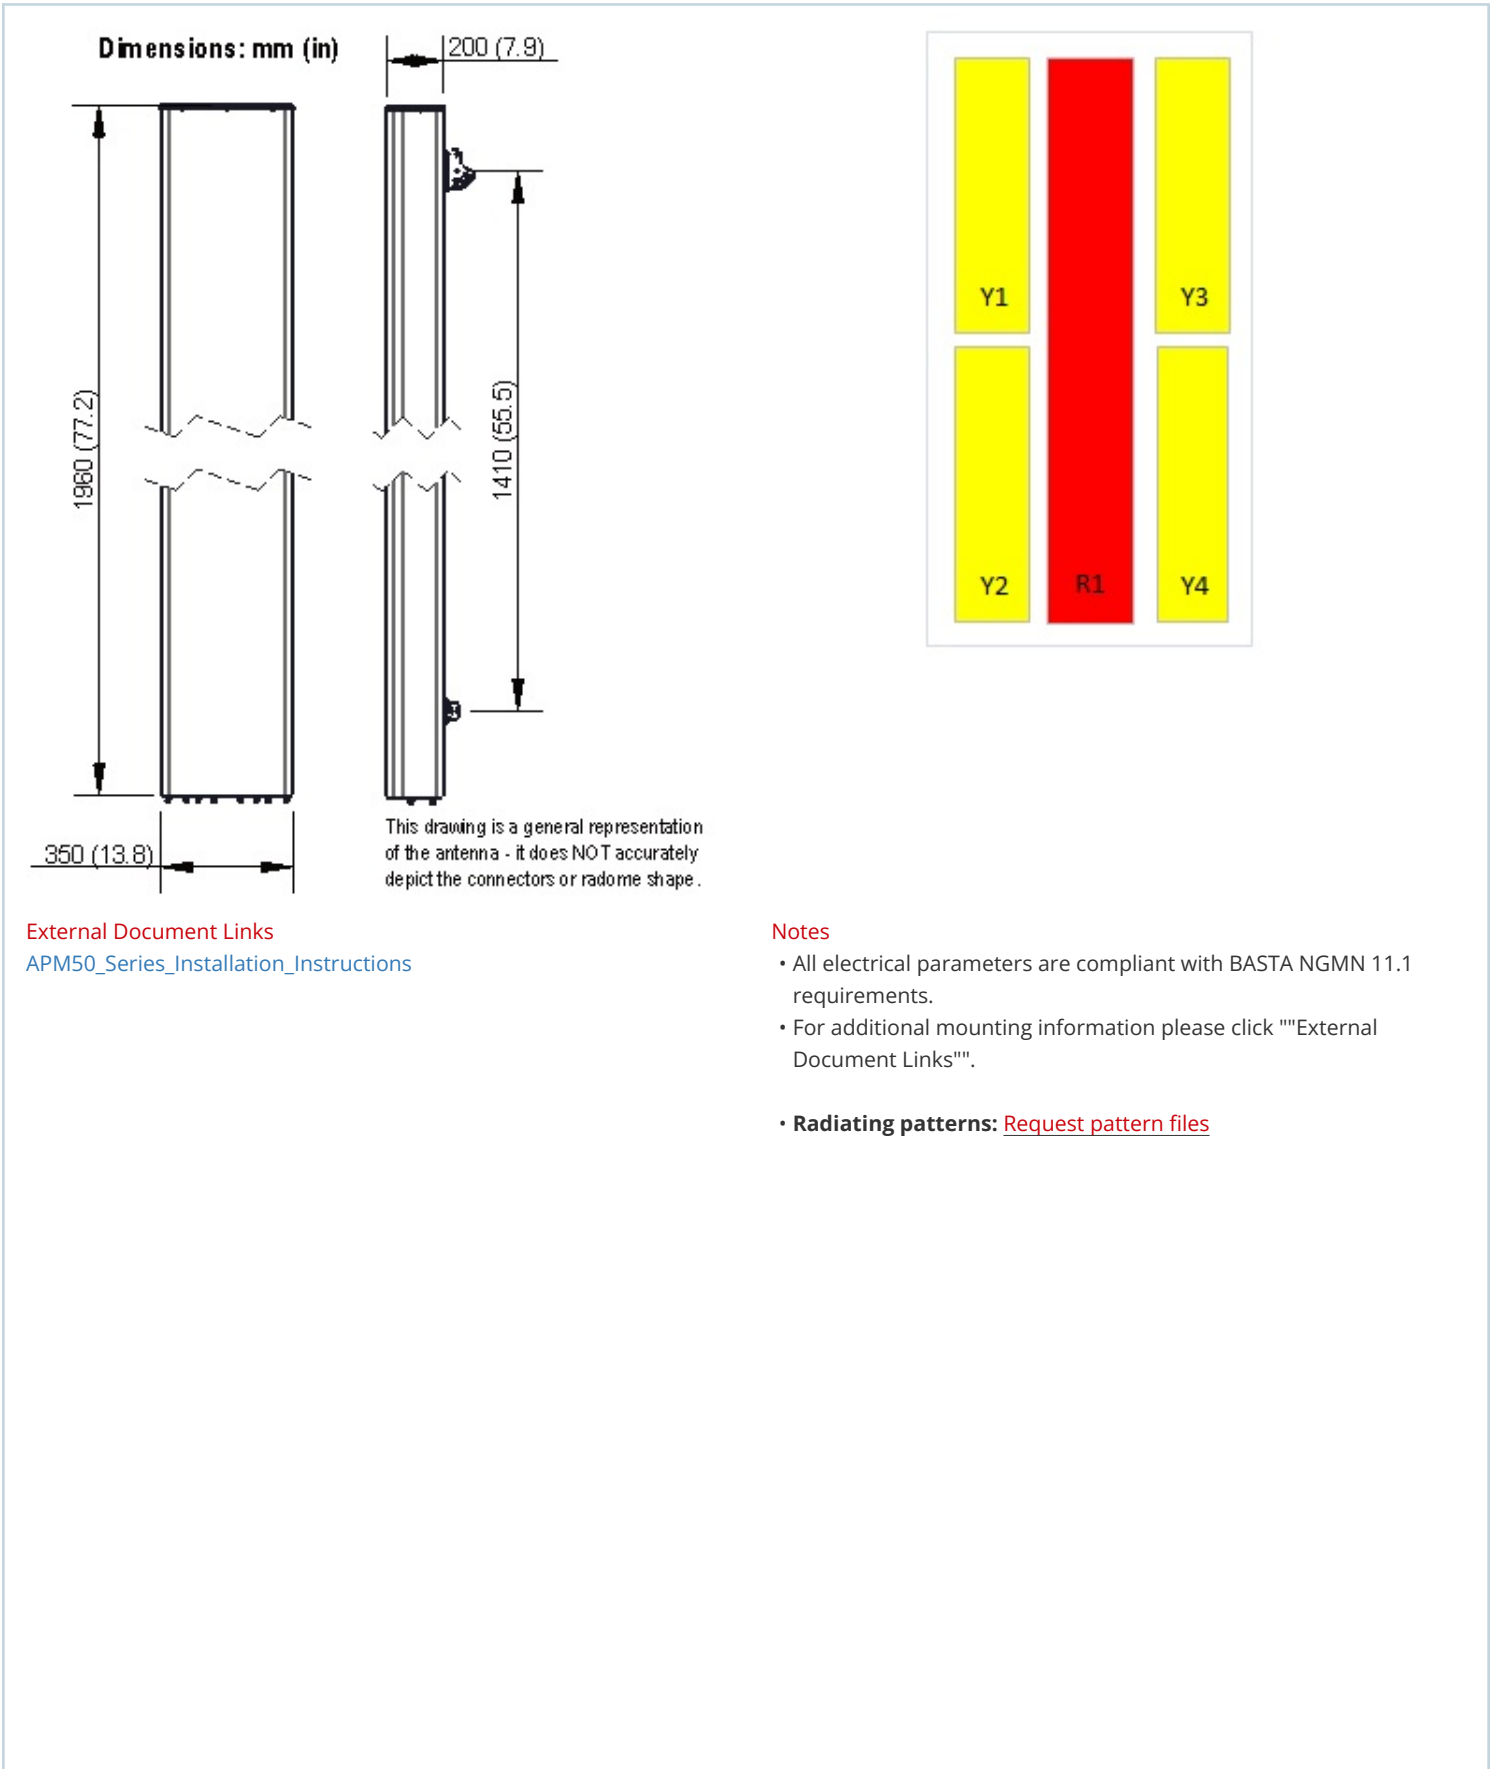 Dimensions: mm (in)
200 (7.9)
1960 (77.2)
1410 (55.5)
350 (13.8)
This drawing is a general representation
of the antenna - it does NOT accurately
depict the connectors or radome shape.
Y1
Y3
Y2
R1
Y4
External Document Links
APM50_Series_Installation_Instructions
Notes
• All electrical parameters are compliant with BASTA NGMN 11.1
requirements.
• For additional mounting information please click ""External
Document Links"".
• Radiating patterns: Request pattern files